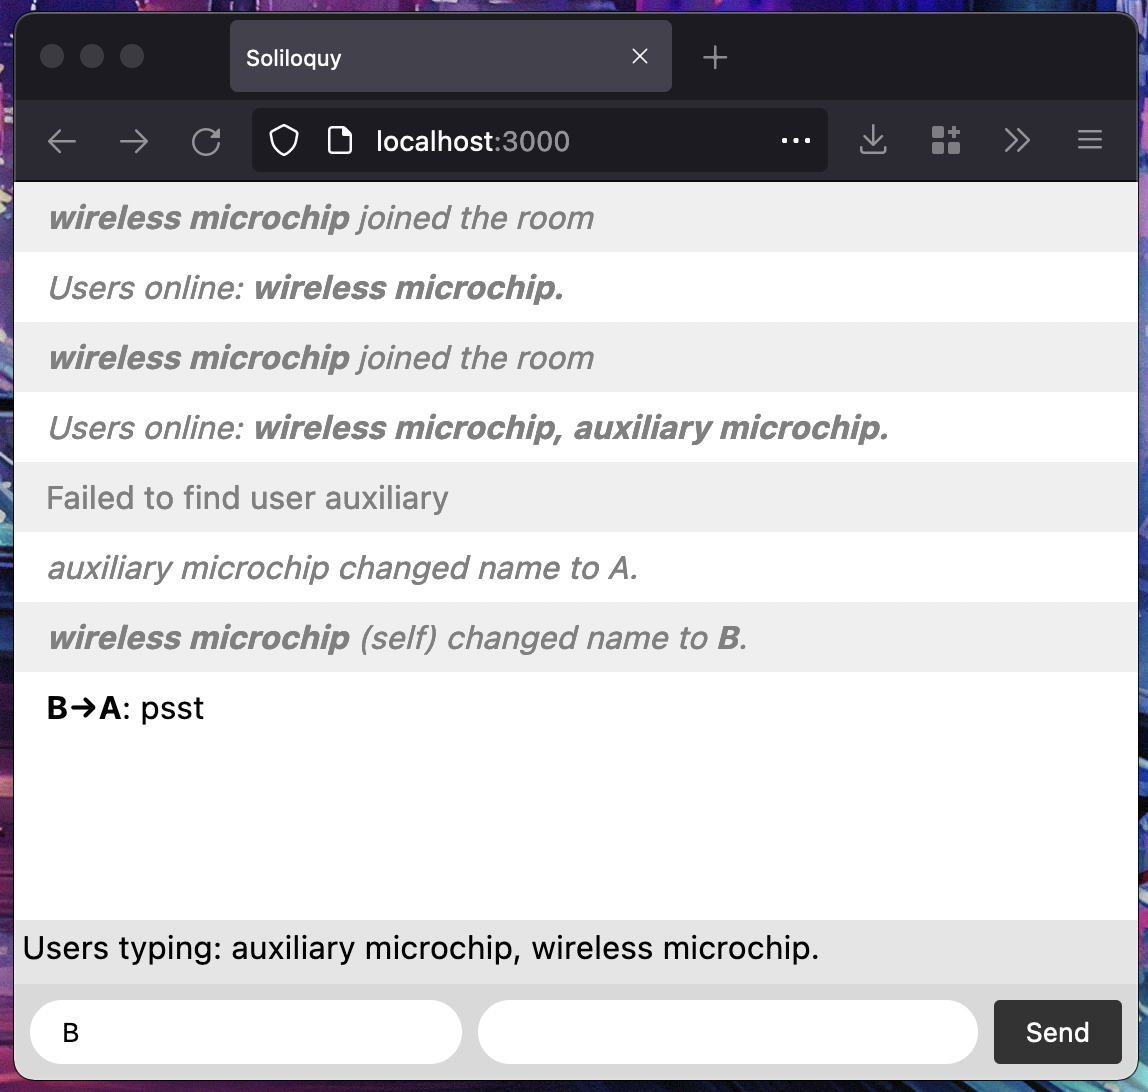 Soliloquy
localhost:3000
wireless microchip joined the room
Users online: wireless microchip.
wireless microchip joined the room
Users online: wireless microchip, auxiliary microchip.
Failed to find user auxiliary
auxiliary microchip changed name to A.
wireless microchip (self) changed name to B.
B→A: psst
Users typing: auxiliary microchip, wireless microchip.
B
Send